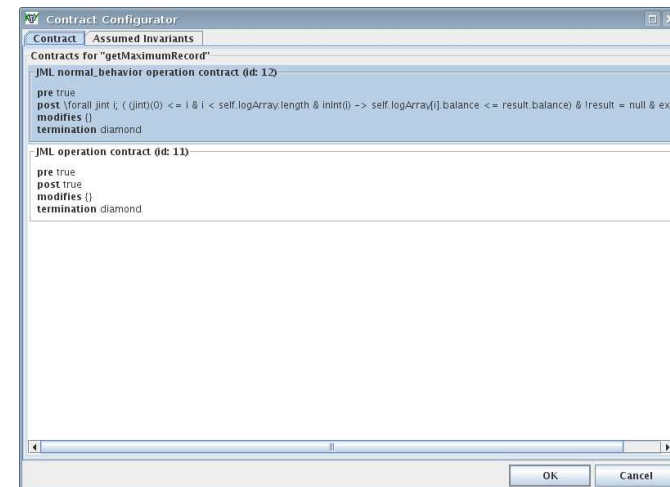 Contract Configurator
Contract Assumed Invariants
Contracts for "getMaximumRecord"
JML normal_behavior operation contract (id: 12)
pre true
post \forall jint i; ( (jint)(0) <= i & i < self.logArray.length & inInt(i) -> self.logArray[i].balance <= result.balance) & !result = null & ex
modifies {}
termination diamond
JML operation contract (id: 11)
pre true
post true
modifies {}
termination diamond
OK Cancel